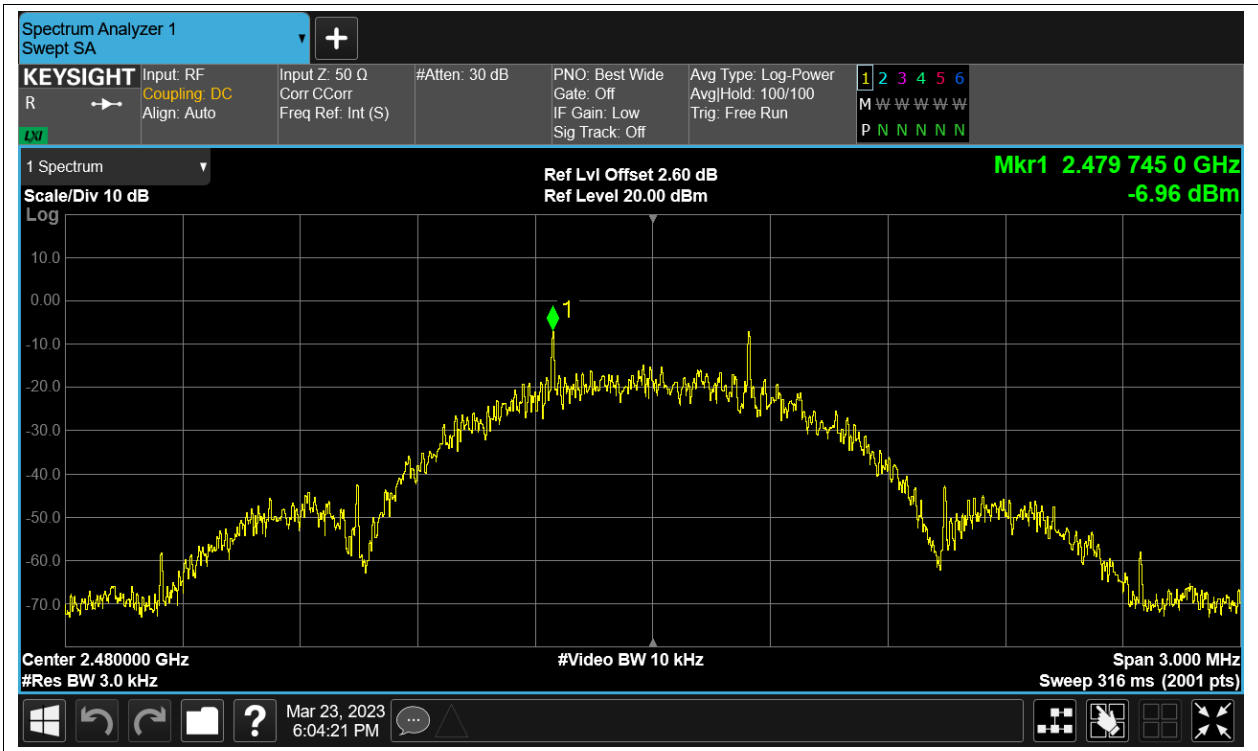 Spectrum Analyzer 1
Swept SA
KEYSIGHT
R
LXI
Input: RF
Coupling: DC
Align: Auto
Input Z: 50 Ω
Corr CCorr
Freq Ref: Int (S)
#Atten: 30 dB
PNO: Best Wide
Gate: Off
IF Gain: Low
Sig Track: Off
Avg Type: Log-Power
Avg|Hold: 100/100
Trig: Free Run
1 2 3 4 5 6
M W W W W W
P N N N N N
1 Spectrum
Scale/Div 10 dB
Log
Ref Lvl Offset 2.60 dB
Ref Level 20.00 dBm
Mkr1 2.479 745 0 GHz
-6.96 dBm
10.0
0.00
1
-10.0
-20.0
-30.0
-40.0
-50.0
-60.0
-70.0
Center 2.480000 GHz
#Res BW 3.0 kHz
#Video BW 10 kHz
Span 3.000 MHz
Sweep 316 ms (2001 pts)
?
Mar 23, 2023
6:04:21 PM